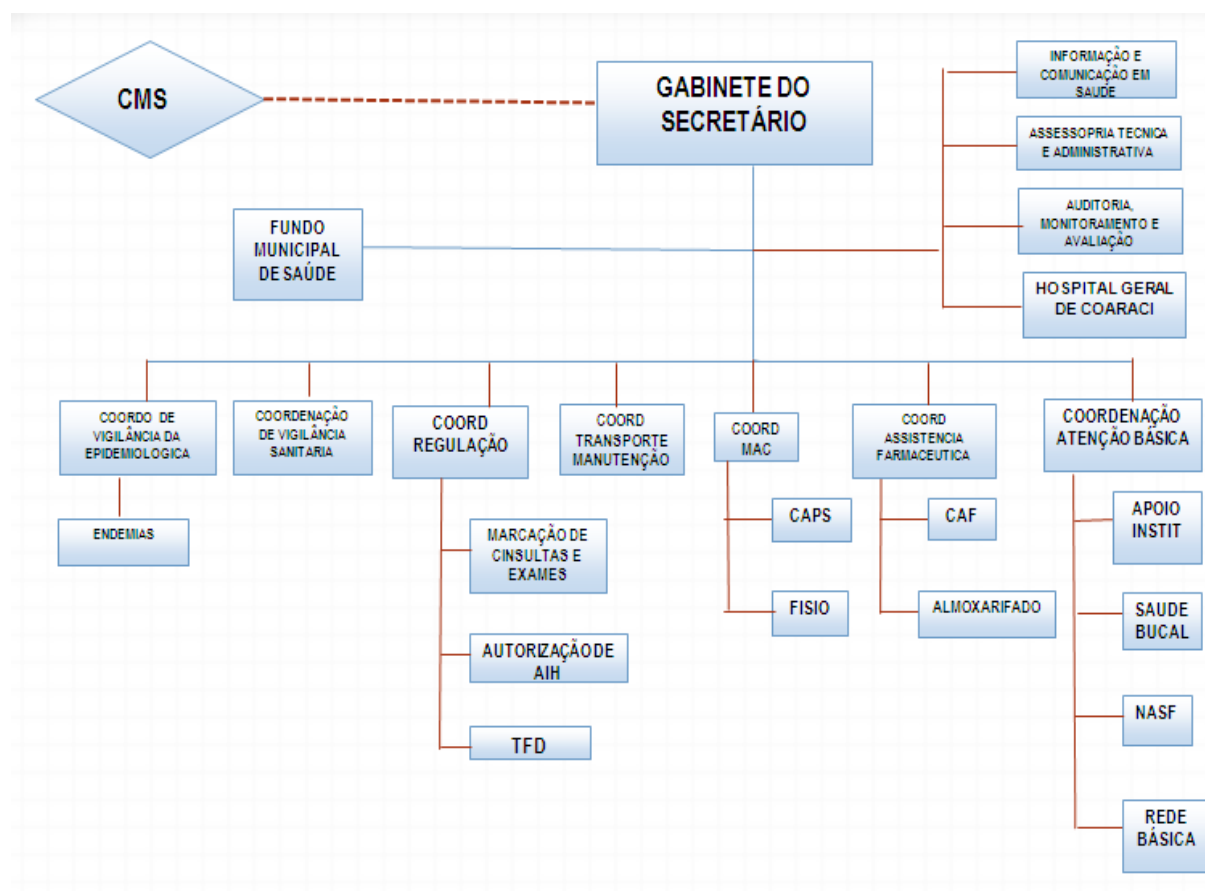 CMS
GABINETE DO
SECRETÁRIO
INFORMAÇÃO E
COMUNICAÇÃO EM
SAUDE
ASSESSOPRIA TECNICA
E ADMINISTRATIVA
AUDITORIA,
MONITORAMENTO E
AVALIAÇÃO
HOSPITAL GERAL
DE COARACI
FUNDO
MUNICIPAL
DE SAÚDE
COORDO DE
VIGILÂNCIA DA
EPIDEMIOLOGICA
COORDENAÇÃO
DE VIGILÂNCIA
SANITARIA
COORD
REGULAÇÃO
COORD
TRANSPORTE
MANUTENÇÃO
COORD
MAC
COORD
ASSISTENCIA
FARMACEUTICA
COORDENAÇÃO
ATENÇÃO BÁSICA
ENDEMIAS
MARCAÇÃO DE
CINSULTAS E
EXAMES
AUTORIZAÇÃO DE
AIH
TFD
CAPS
FISIO
CAF
ALMOXARIFADO
APOIO
INSTIT
SAUDE
BUCAL
NASF
REDE
BÁSICA